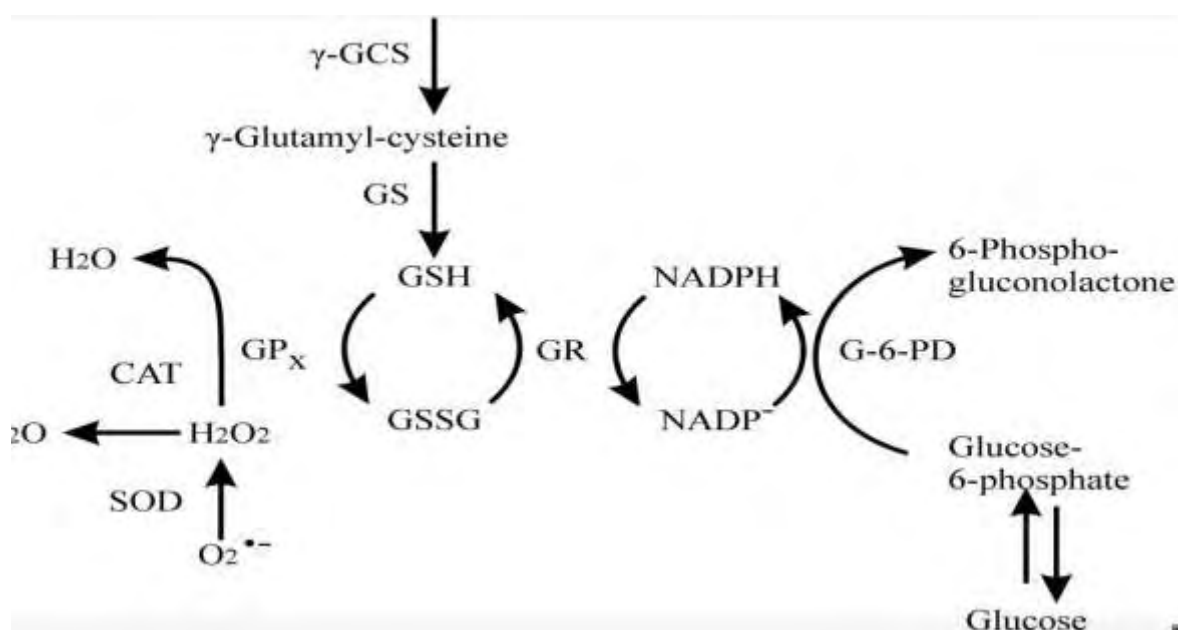 γ-GCS
γ-Glutamyl-cysteine
GS
H2O
GSH
NADPH
6-Phospho-
gluconolactone
CAT
GPx
GR
G-6-PD
2O
H2O2
GSSG
NADP⁻
Glucose-
6-phosphate
SOD
O2•−
Glucose